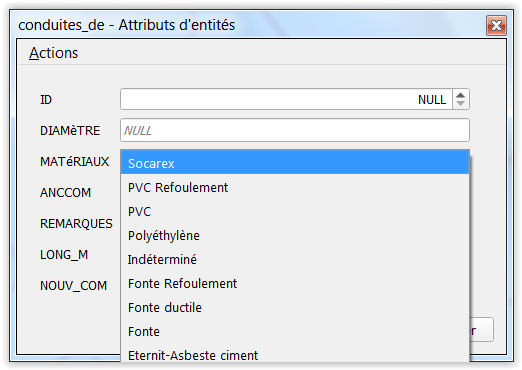 conduites_de - Attributs d'entités
Actions
ID NULL
DIAMèTRE NULL
MATéRIAUX Socarex
PVC Refoulement
ANCCOM PVC
REMARQUES Polyéthylène
LONG_M Indéterminé
NOUV_COM Fonte Refoulement
Fonte ductile
Fonte
Eternit-Asbeste ciment